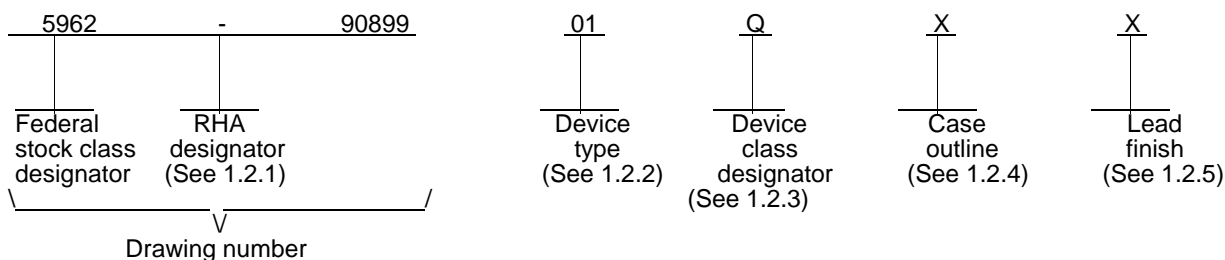 5962 - 90899 01 Q X X
Federal RHA Device Device Case Lead
stock class designator type class outline finish
designator (See 1.2.1) (See 1.2.2) designator (See 1.2.4) (See 1.2.5)
(See 1.2.3)
Drawing number